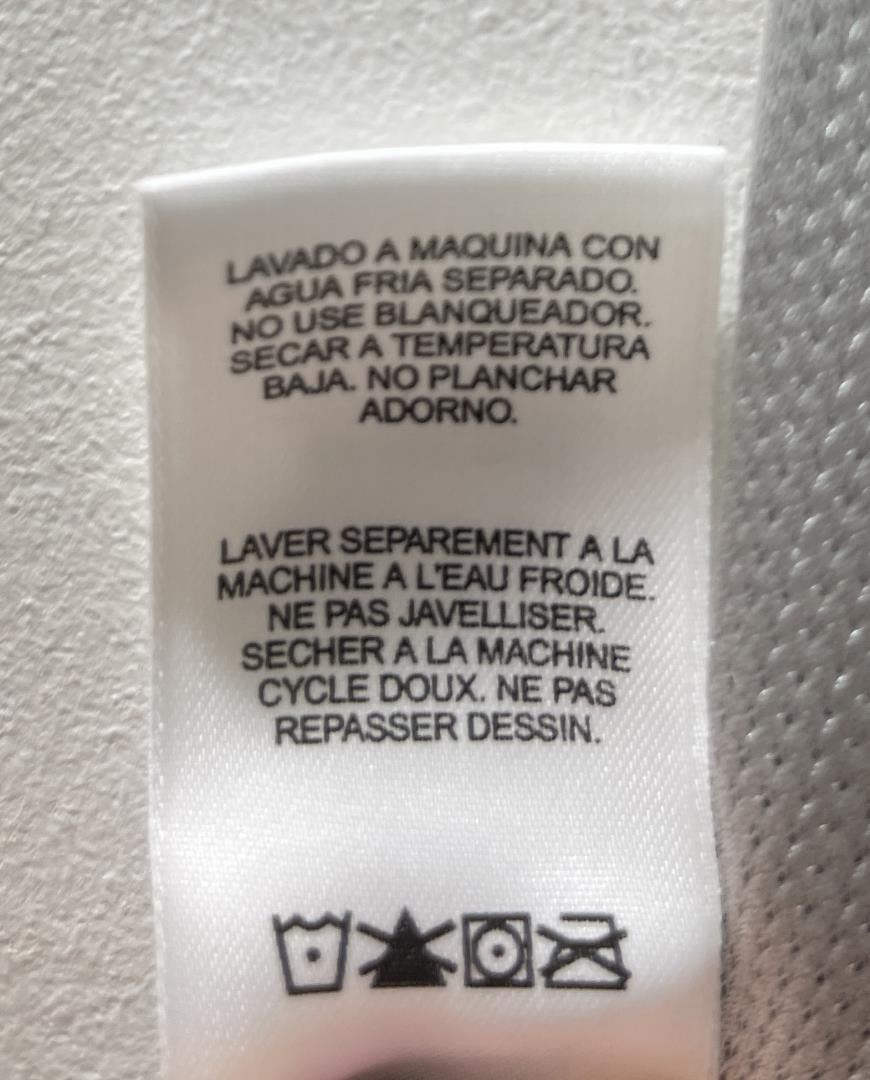 LAVADO A MAQUINA CON
AGUA FRIA SEPARADO.
NO USE BLANQUEADOR.
SECAR A TEMPERATURA
BAJA. NO PLANCHAR
ADORNO.
LAVER SEPAREMENT A LA
MACHINE A L'EAU FROIDE.
NE PAS JAVELLISER.
SECHER A LA MACHINE
CYCLE DOUX. NE PAS
REPASSER DESSIN.